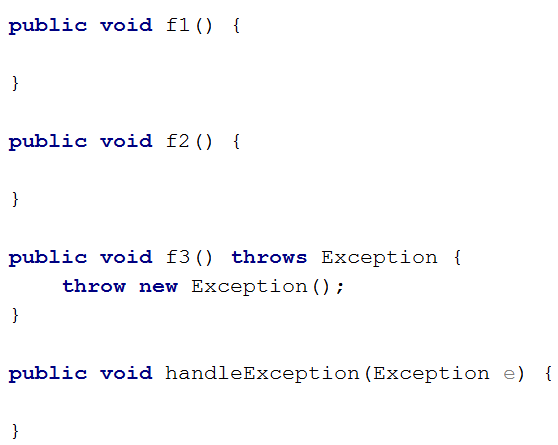 public void f1() {
}
public void f2() {
}
public void f3() throws Exception {
    throw new Exception();
}
public void handleException(Exception e) {
}